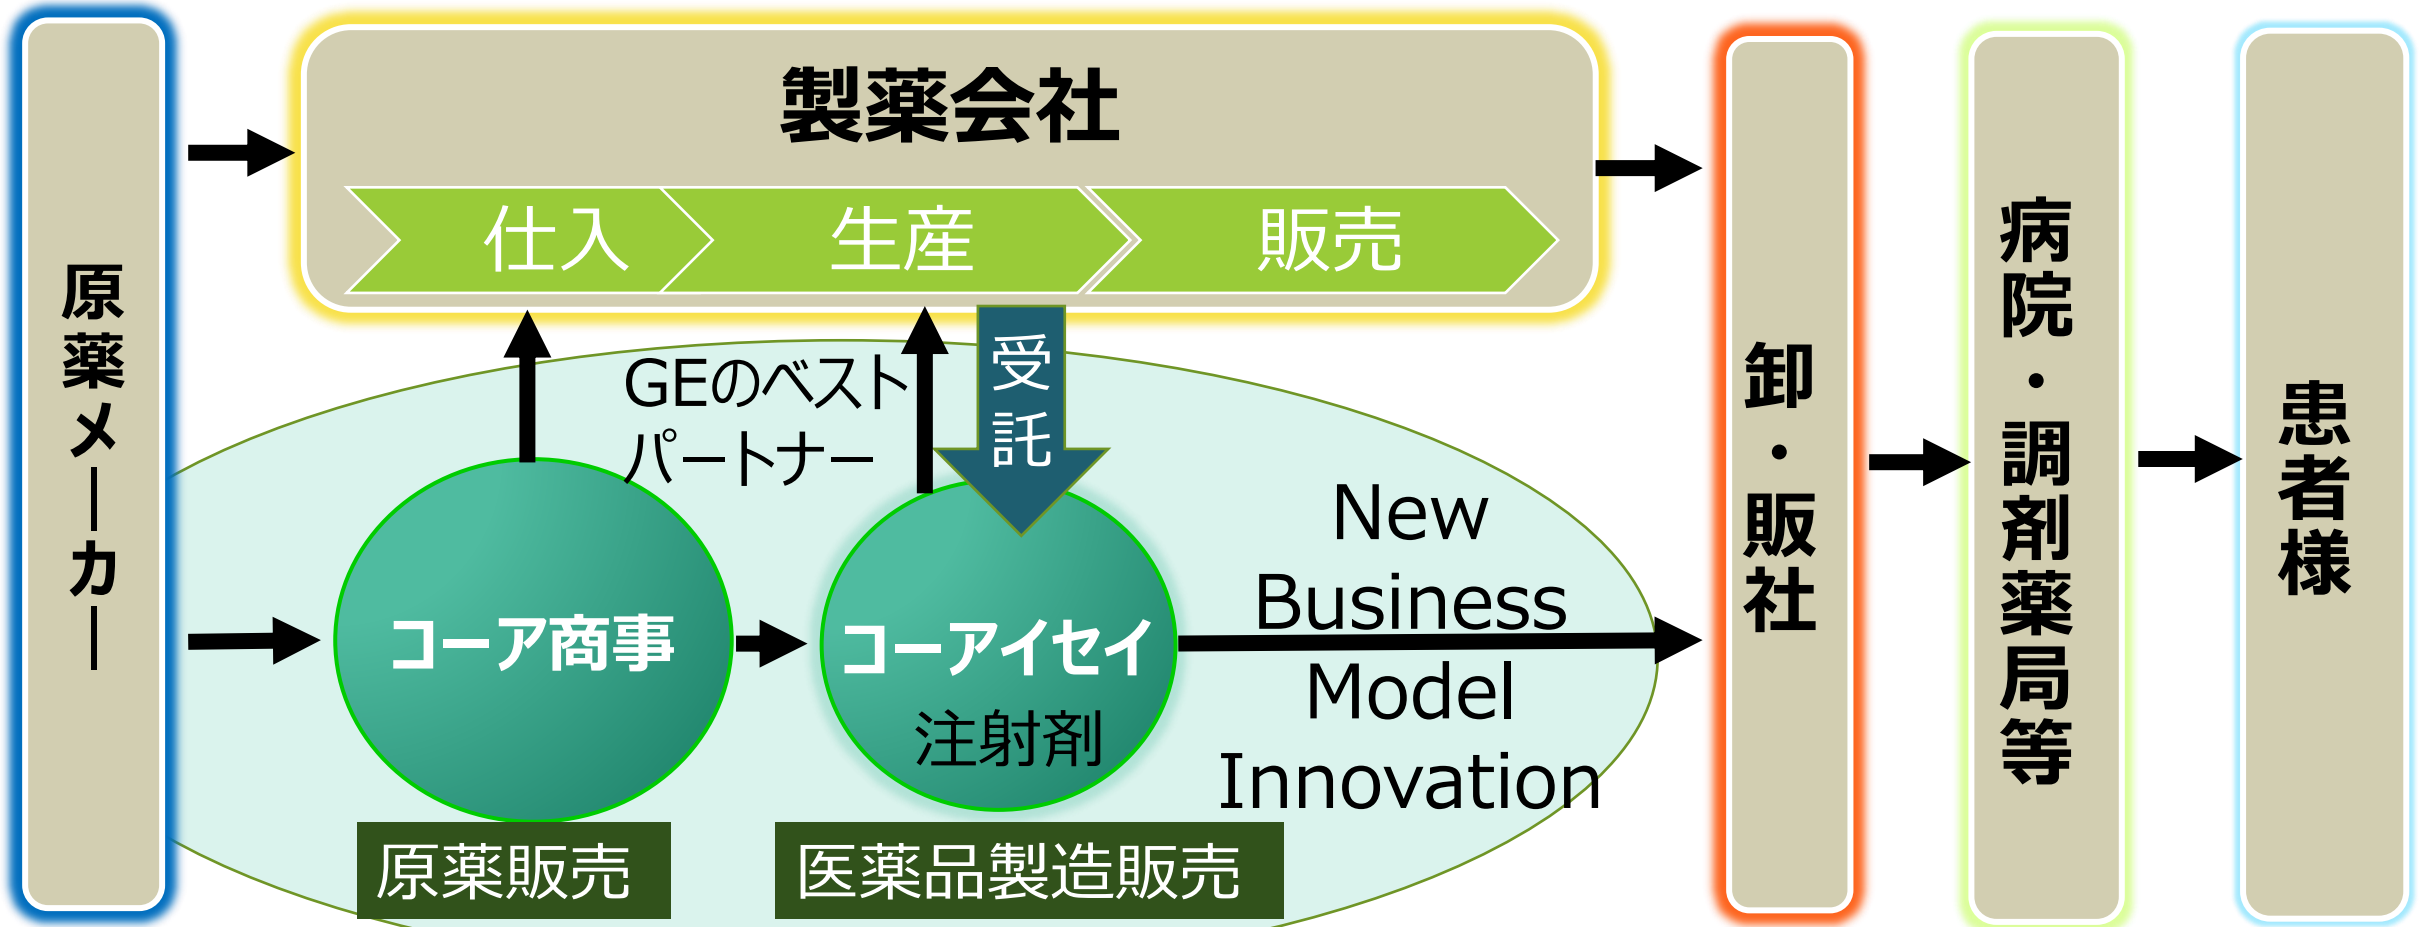 原薬メーカー
製薬会社
仕入
生産
販売
受託
GEのベスト
パートナー
コーア商事
原薬販売
コーアイセイ
注射剤
医薬品製造販売
New
Business
Model
Innovation
卸・販社
病院・調剤薬局等
患者様